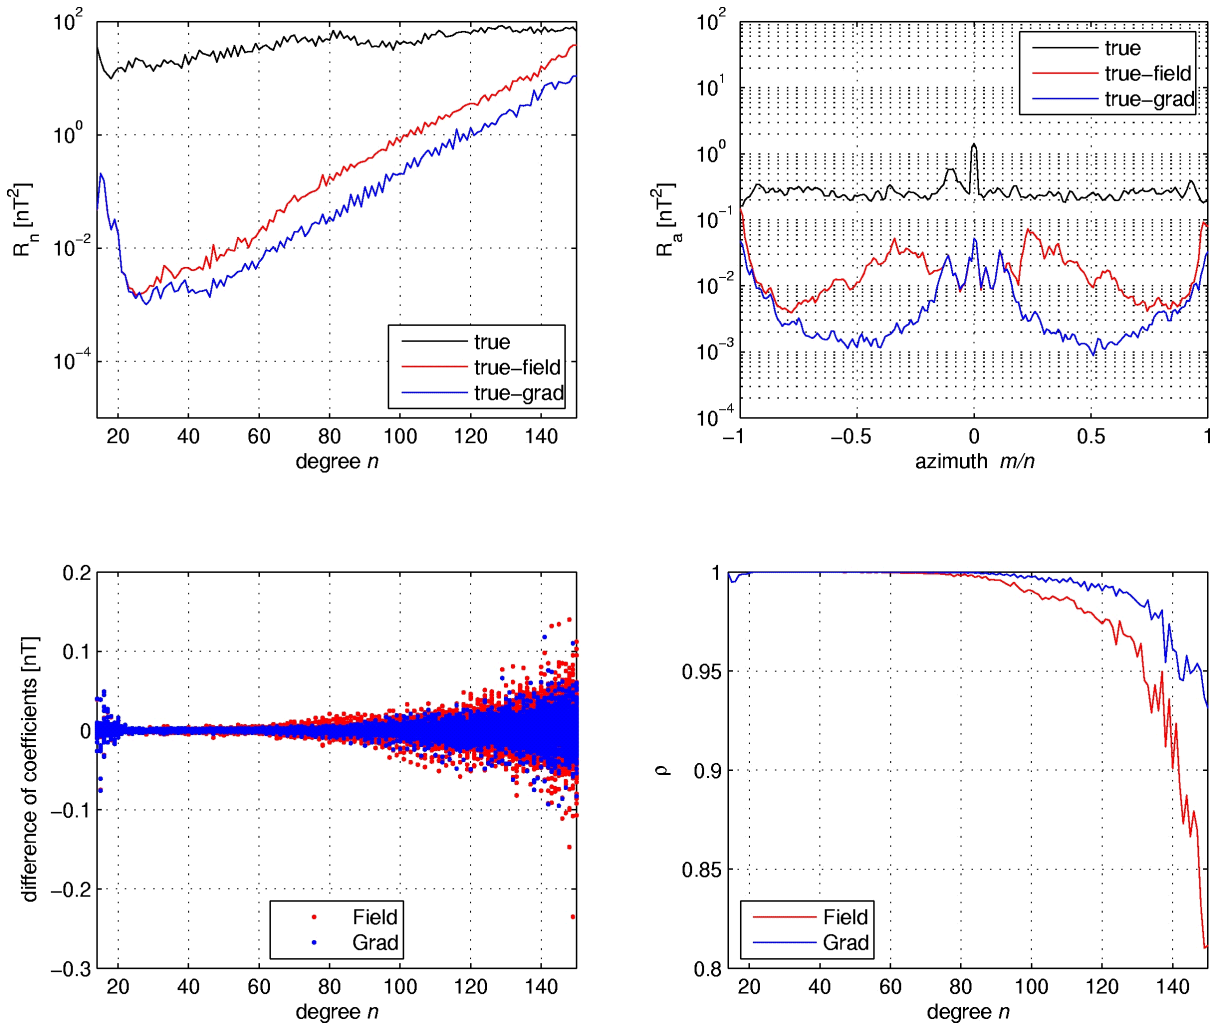 10^2
10^0
10^−2
10^−4
R_n [nT^2]
true
true−field
true−grad
20 40 60 80 100 120 140
degree n
10^2
10^1
10^0
10^−1
10^−2
10^−3
10^−4
R_a [nT^2]
true
true−field
true−grad
−1 −0.5 0 0.5 1
azimuth m/n
0.2
0.1
0
−0.1
−0.2
−0.3
difference of coefficients [nT]
Field
Grad
20 40 60 80 100 120 140
degree n
1
0.95
0.9
0.85
0.8
ρ
Field
Grad
20 40 60 80 100 120 140
degree n